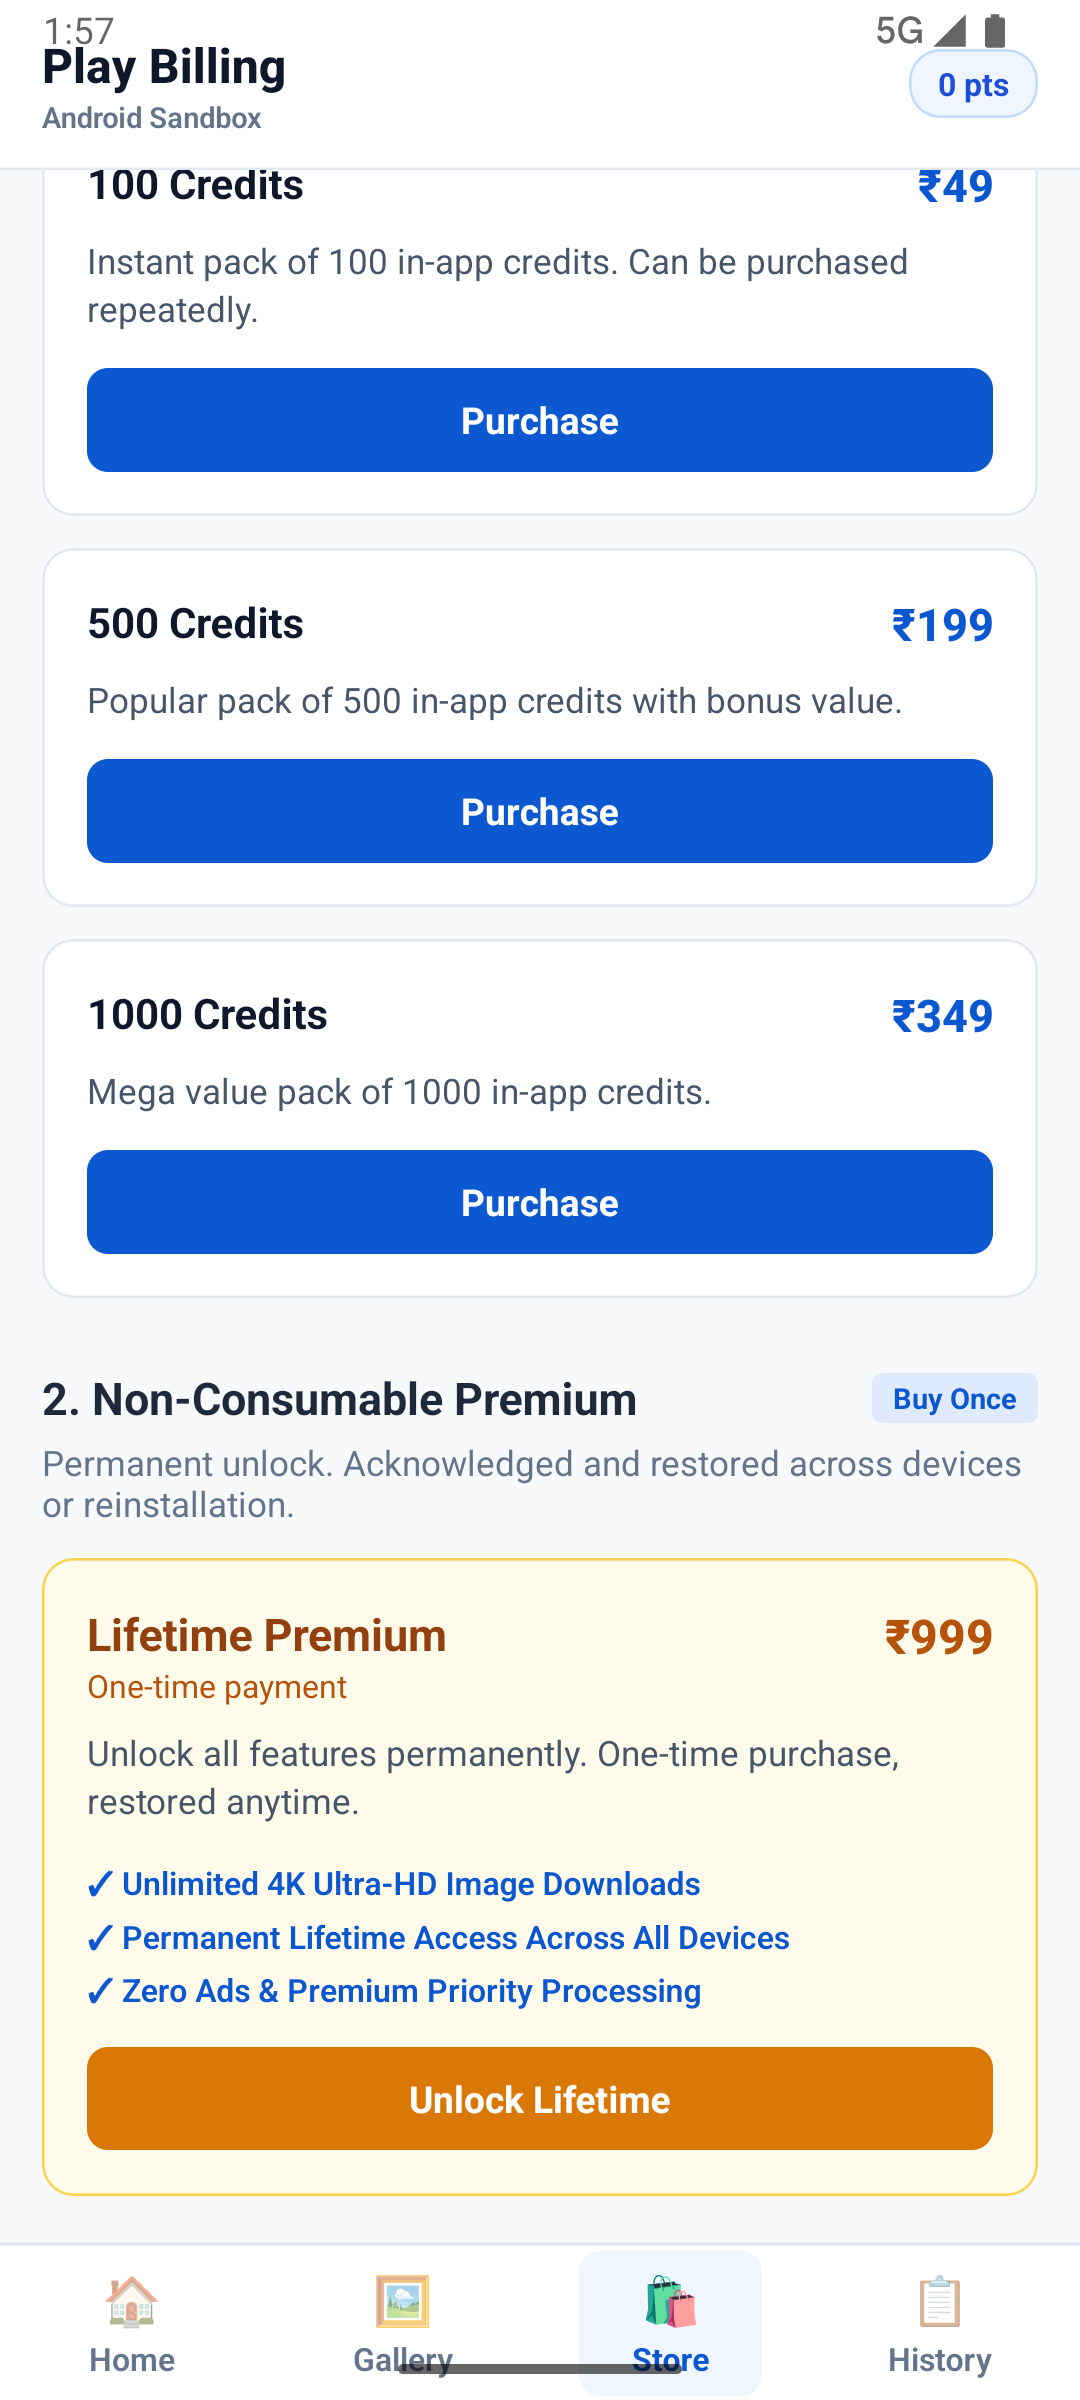 1:57
5G
Play Billing
Android Sandbox
0 pts
100 Credits
₹49
Instant pack of 100 in-app credits. Can be purchased
repeatedly.
Purchase
500 Credits
₹199
Popular pack of 500 in-app credits with bonus value.
Purchase
1000 Credits
₹349
Mega value pack of 1000 in-app credits.
Purchase
2. Non-Consumable Premium
Buy Once
Permanent unlock. Acknowledged and restored across devices
or reinstallation.
Lifetime Premium
₹999
One-time payment
Unlock all features permanently. One-time purchase,
restored anytime.
✓ Unlimited 4K Ultra-HD Image Downloads
✓ Permanent Lifetime Access Across All Devices
✓ Zero Ads & Premium Priority Processing
Unlock Lifetime
Home
Gallery
Store
History